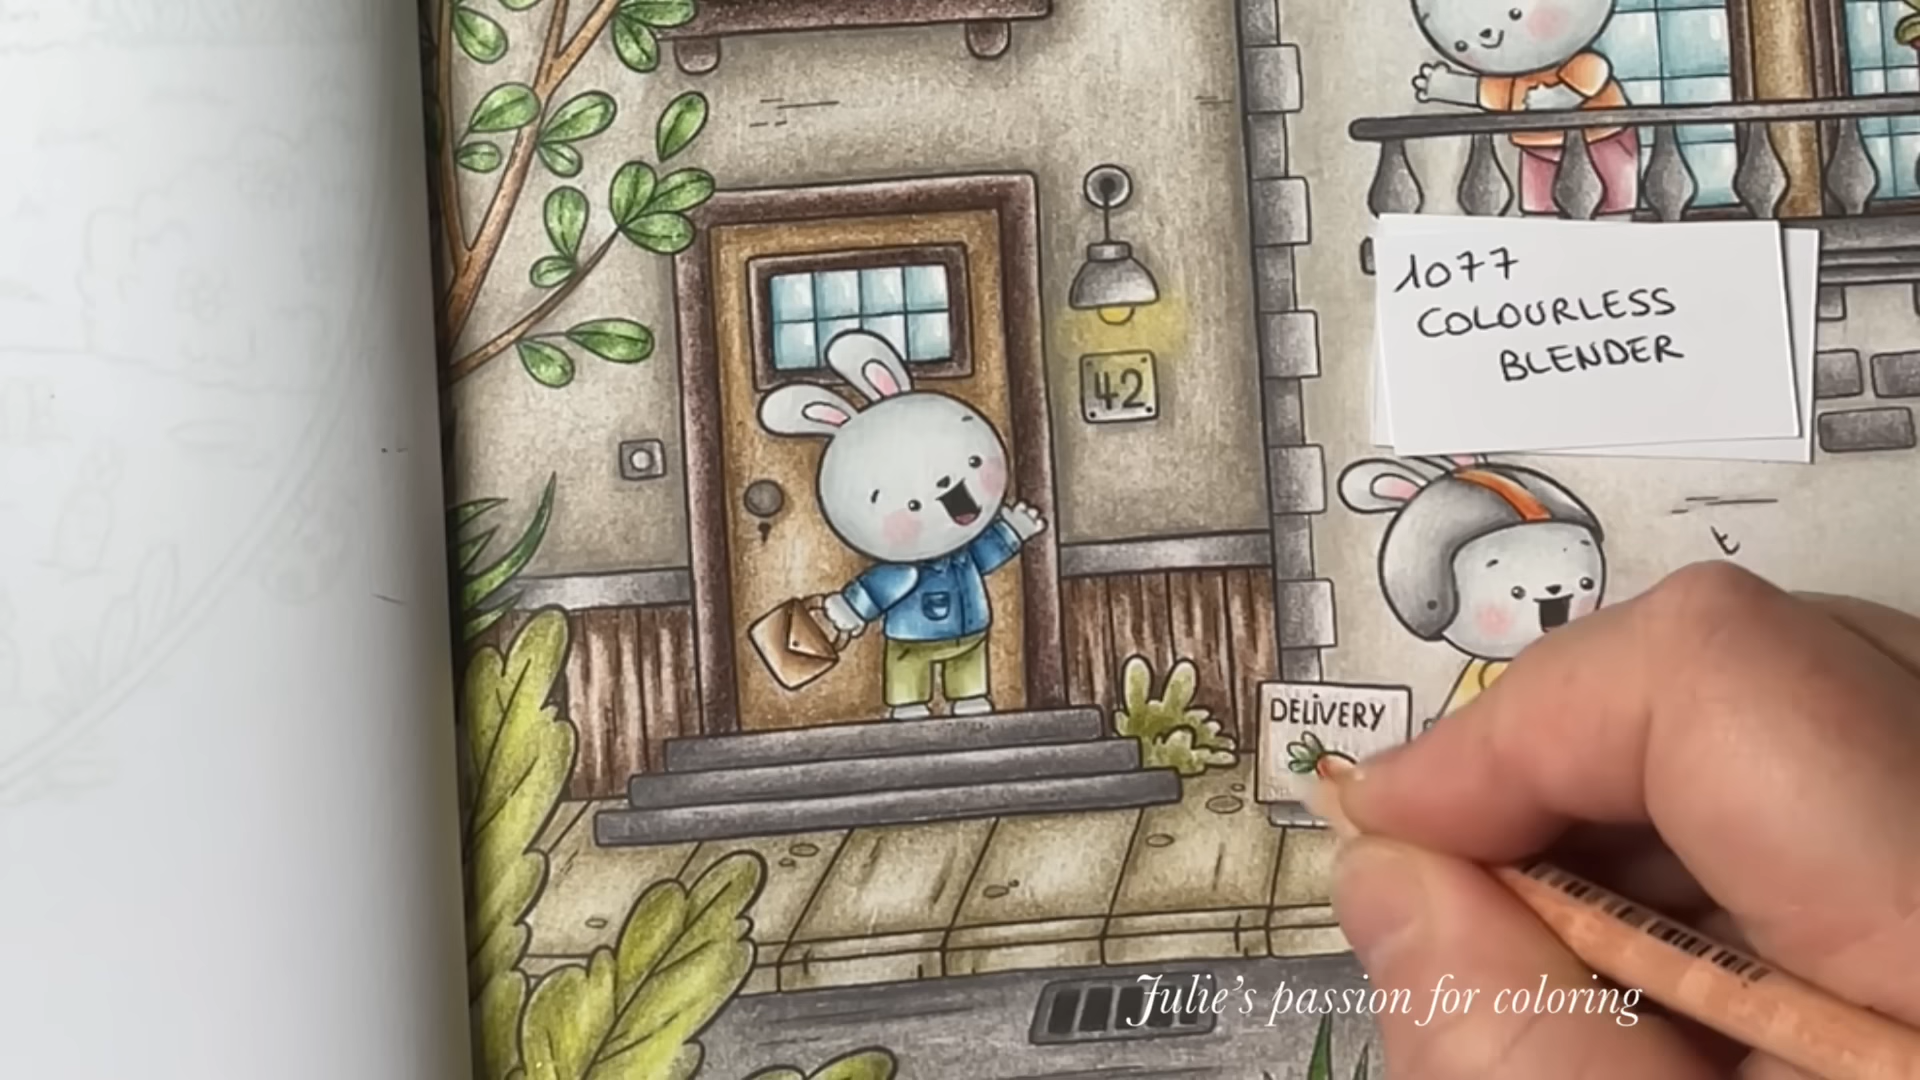 1077
COLOURLESS
BLENDER
42
DELIVERY
Julie's passion for coloring